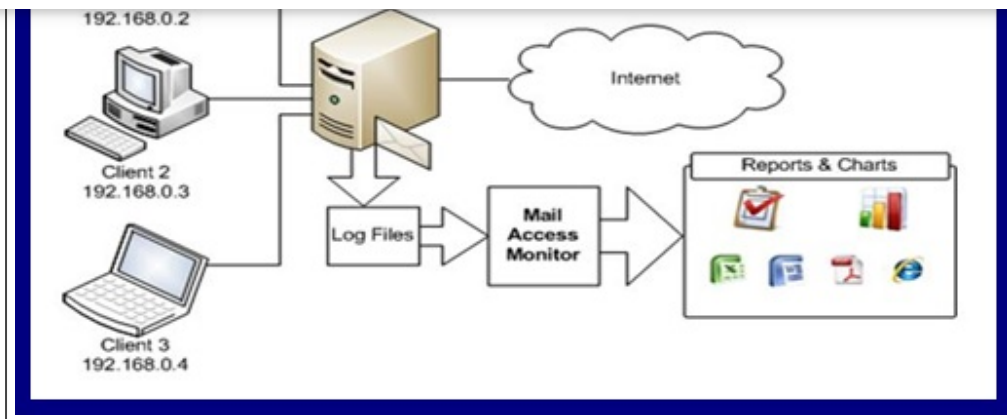 192.168.0.2
Internet
Client 2
192.168.0.3
Reports & Charts
Log Files
Mail
Access
Monitor
Client 3
192.168.0.4